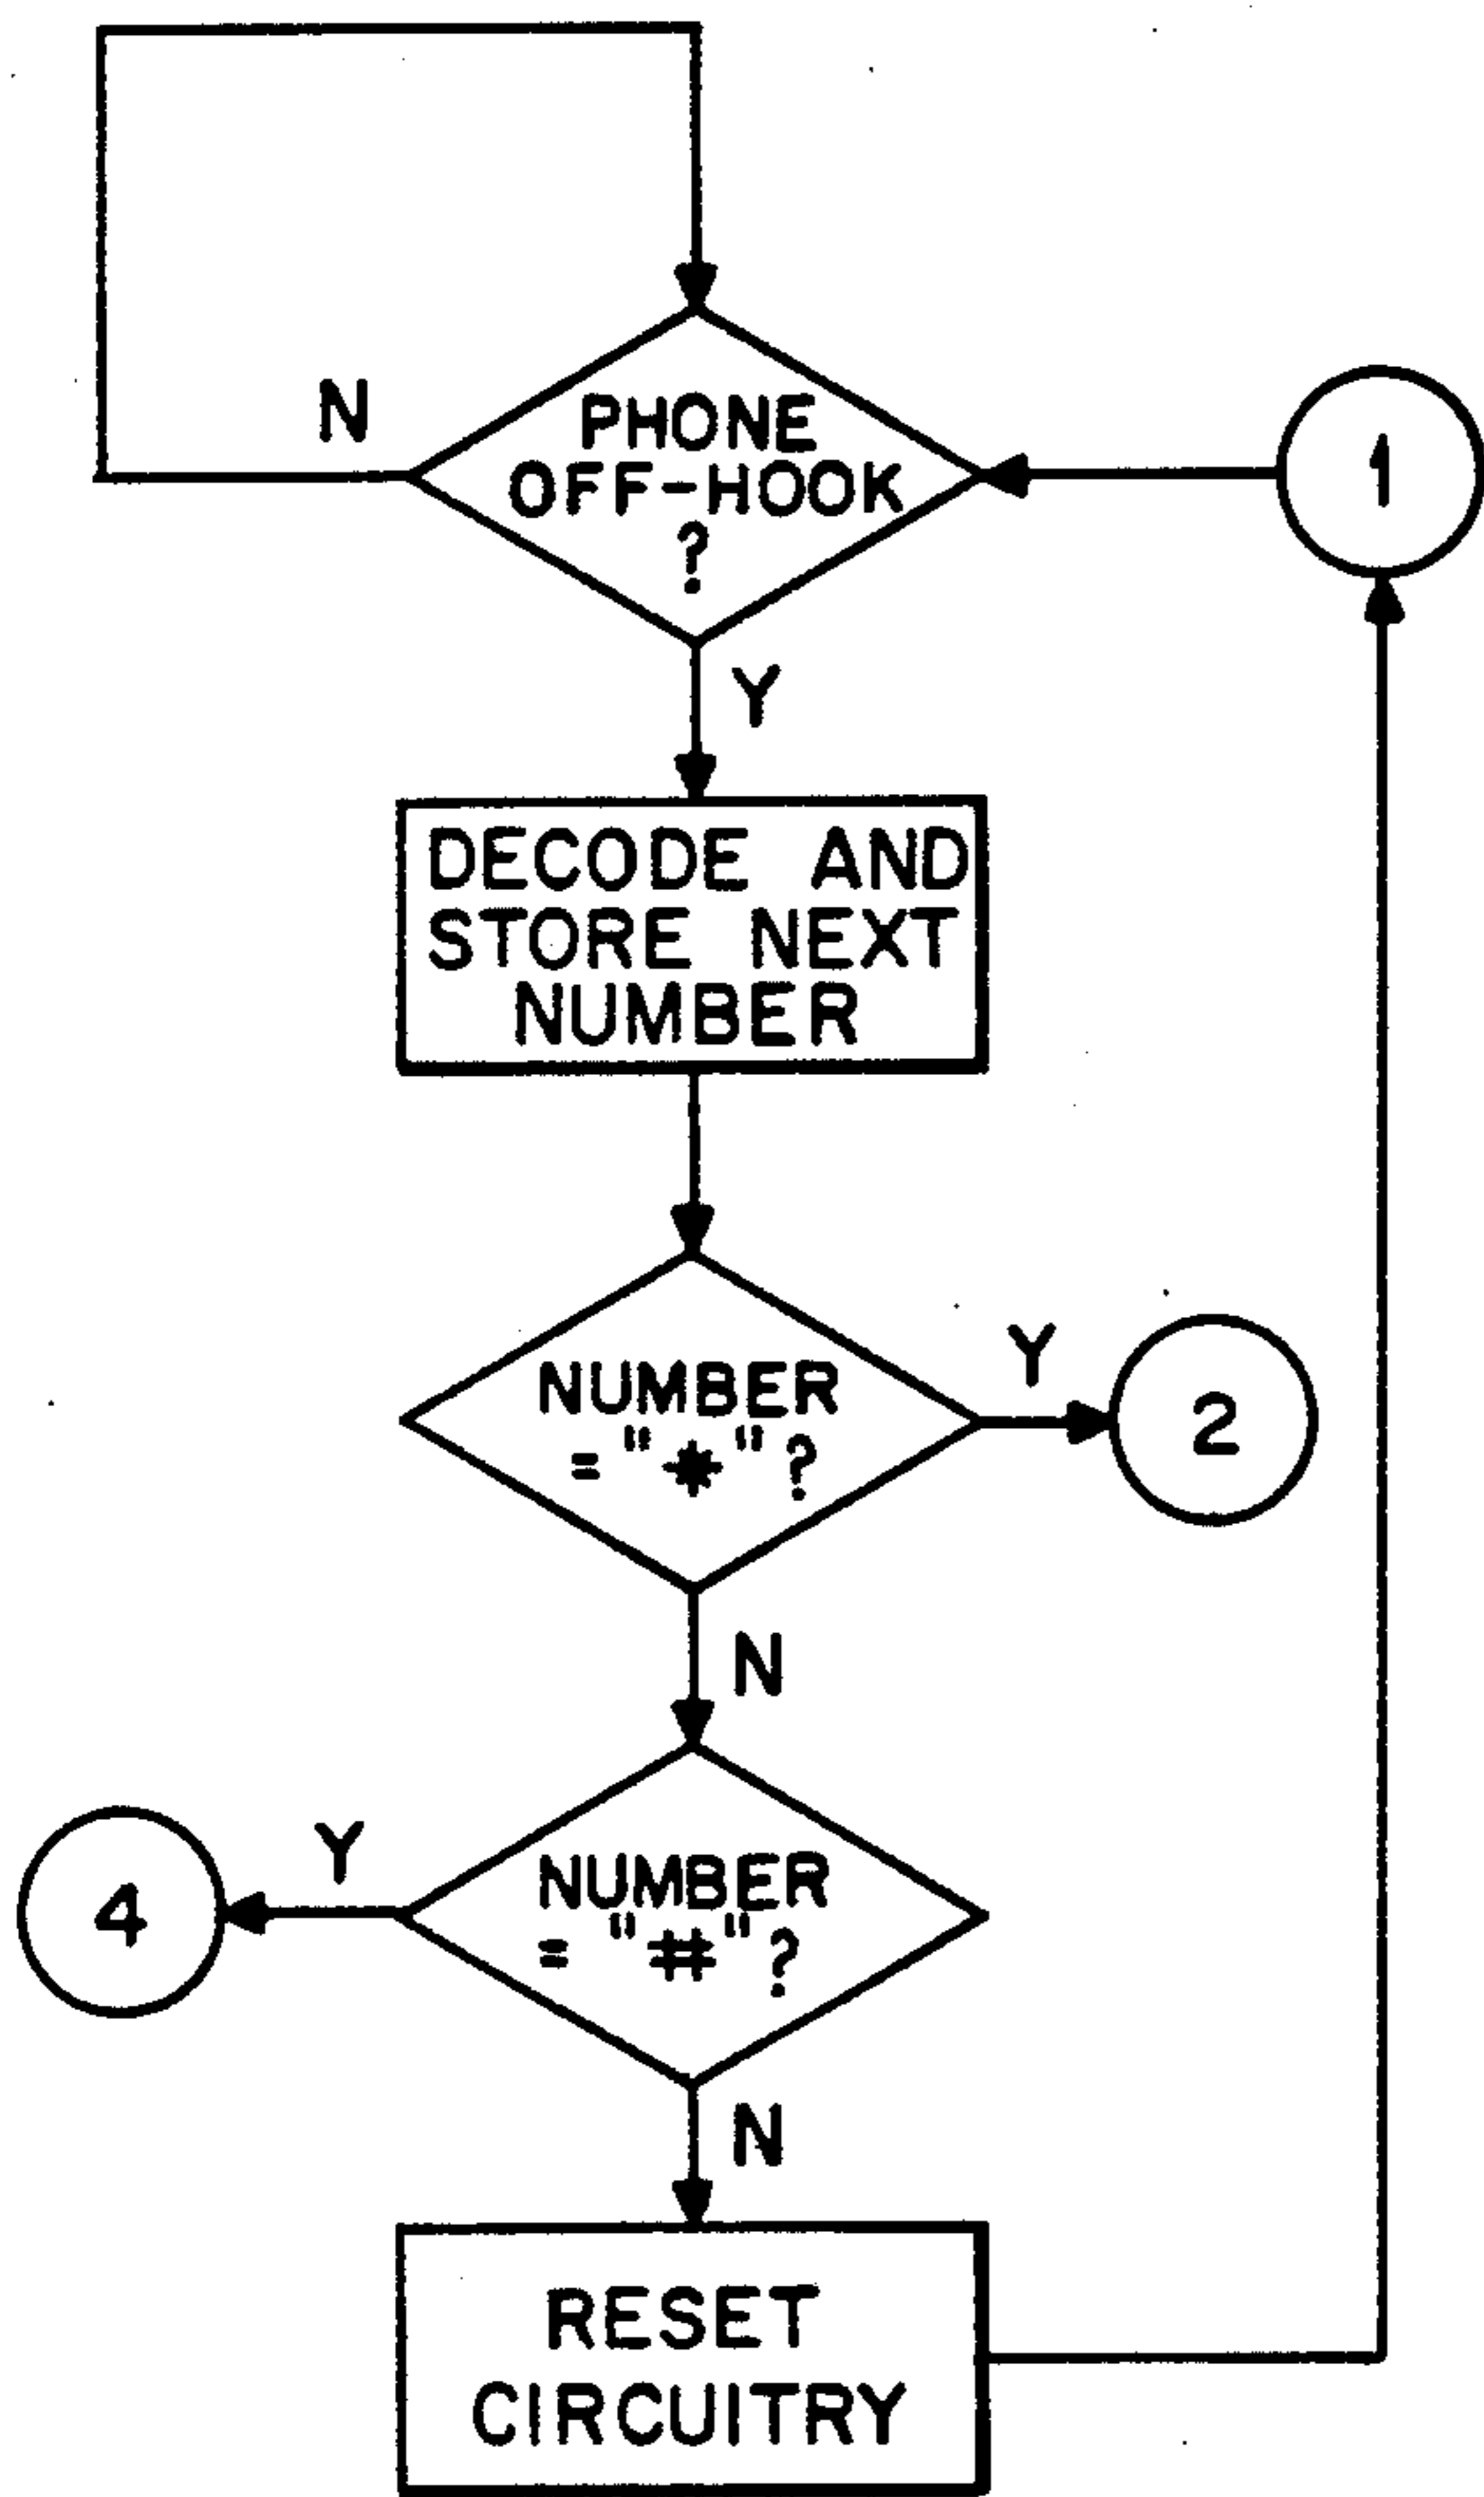 N
PHONE
OFF-HOOK
?
1
Y
DECODE AND
STORE NEXT
NUMBER
NUMBER
="*"?
Y
2
N
Y
4
NUMBER
= "#"?
N
RESET
CIRCUITRY